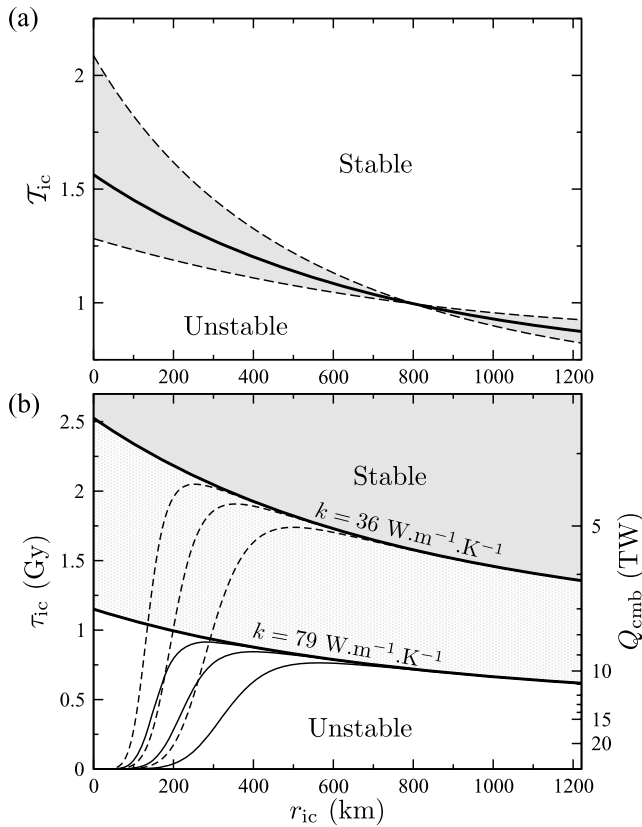 (a)
2
1.5
1
𝒯ic
Stable
Unstable
0 200 400 600 800 1000 1200
(b)
2.5
2
1.5
1
0.5
0
τic (Gy)
Stable
k = 36 W.m⁻¹.K⁻¹
k = 79 W.m⁻¹.K⁻¹
Unstable
5
10
15
20
Qcmb (TW)
0 200 400 600 800 1000 1200
ric (km)